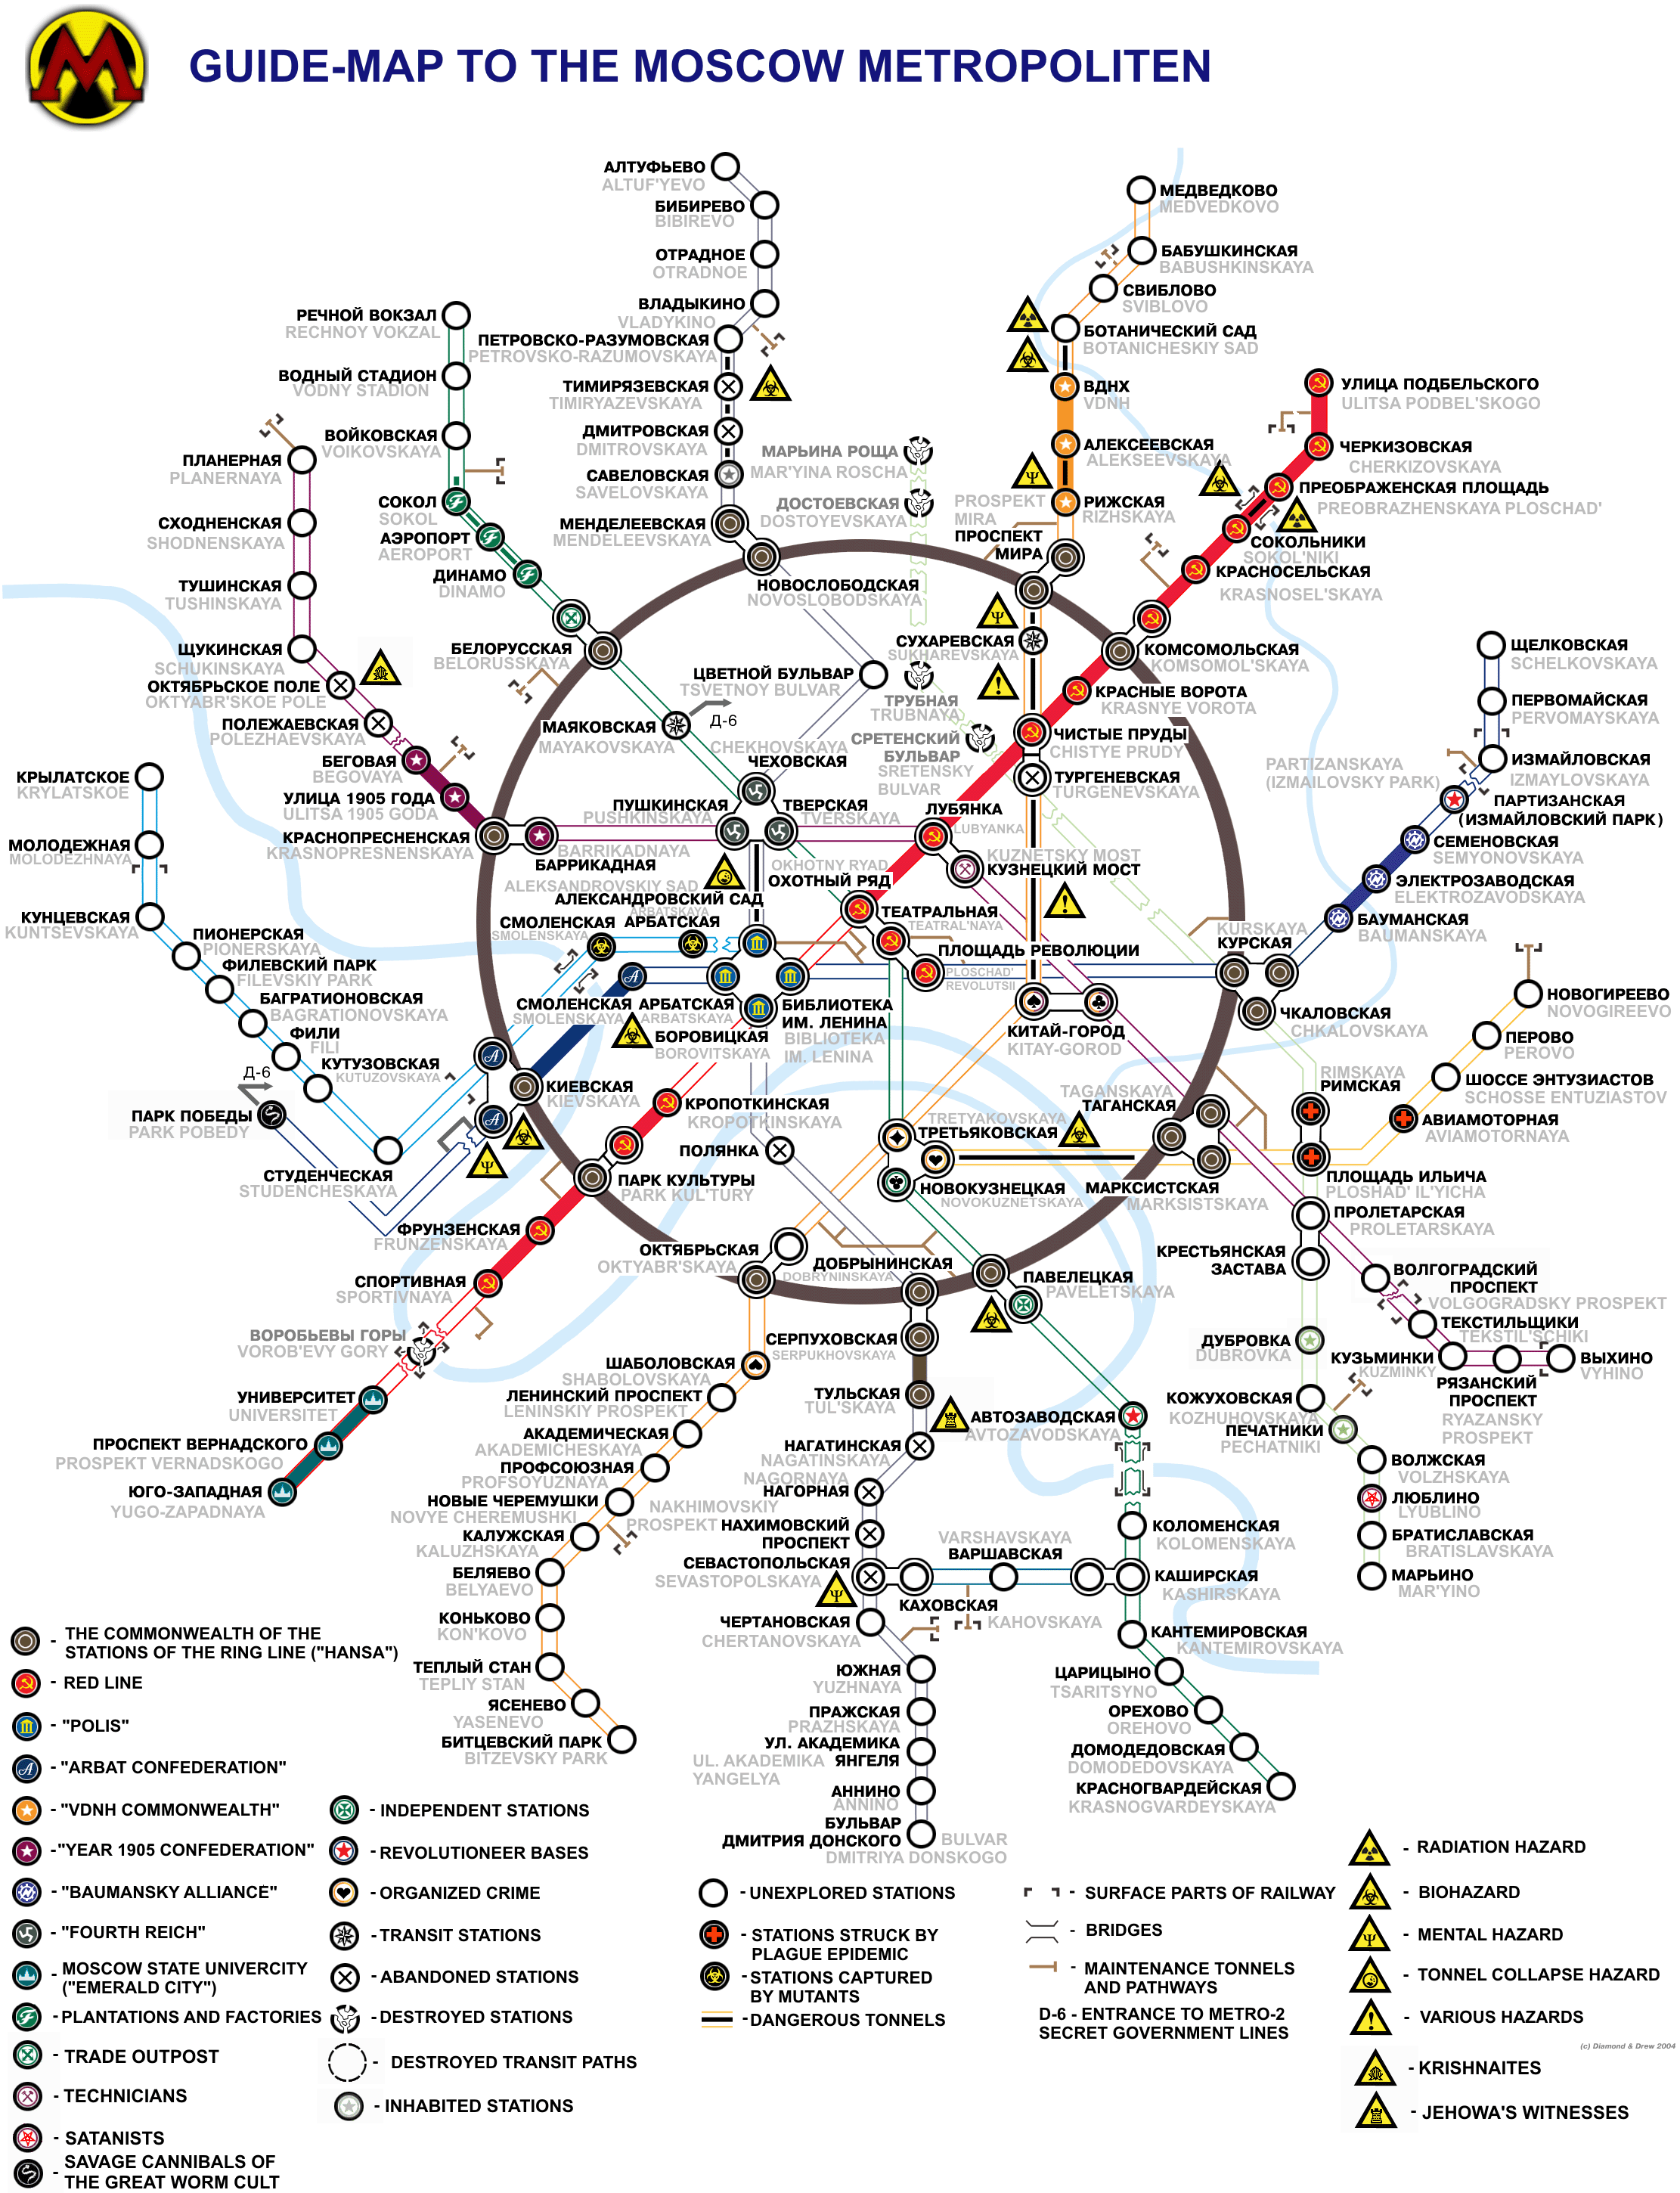 GUIDE-MAP TO THE MOSCOW METROPOLITEN
АЛТУФЬЕВО
ALTUF'YEVO
БИБИРЕВО
BIBIREVO
ОТРАДНОЕ
OTRADNOE
ВЛАДЫКИНО
VLADYKINO
ПЕТРОВСКО-РАЗУМОВСКАЯ
PETROVSKO-RAZUMOVSKAYA
ТИМИРЯЗЕВСКАЯ
TIMIRYAZEVSKAYA
ДМИТРОВСКАЯ
DMITROVSKAYA
САВЕЛОВСКАЯ
SAVELOVSKAYA
МЕНДЕЛЕЕВСКАЯ
MENDELEEVSKAYA
НОВОСЛОБОДСКАЯ
NOVOSLOBODSKAYA
МЕДВЕДКОВО
MEDVEDKOVO
БАБУШКИНСКАЯ
BABUSHKINSKAYA
СВИБЛОВО
SVIBLOVO
БОТАНИЧЕСКИЙ САД
BOTANICHESKIY SAD
ВДНХ
VDNH
АЛЕКСЕЕВСКАЯ
ALEKSEEVSKAYA
РИЖСКАЯ
RIZHSKAYA
PROSPEKT
MIRA
ПРОСПЕКТ
МИРА
РЕЧНОЙ ВОКЗАЛ
RECHNOY VOKZAL
ВОДНЫЙ СТАДИОН
VODNY STADION
ВОЙКОВСКАЯ
VOIKOVSKAYA
СОКОЛ
SOKOL
АЭРОПОРТ
AEROPORT
ДИНАМО
DINAMO
БЕЛОРУССКАЯ
BELORUSSKAYA
МАРЬИНА РОЩА
MAR'YINA ROSCHA
ДОСТОЕВСКАЯ
DOSTOYEVSKAYA
УЛИЦА ПОДБЕЛЬСКОГО
ULITSA PODBEL'SKOGO
ЧЕРКИЗОВСКАЯ
CHERKIZOVSKAYA
ПРЕОБРАЖЕНСКАЯ ПЛОЩАДЬ
PREOBRAZHENSKAYA PLOSCHAD'
СОКОЛЬНИКИ
SOKOL'NIKI
КРАСНОСЕЛЬСКАЯ
KRASNOSEL'SKAYA
КОМСОМОЛЬСКАЯ
KOMSOMOL'SKAYA
КРАСНЫЕ ВОРОТА
KRASNYE VOROTA
ЧИСТЫЕ ПРУДЫ
CHISTYE PRUDY
ТУРГЕНЕВСКАЯ
TURGENEVSKAYA
СУХАРЕВСКАЯ
SUKHAREVSKAYA
ПЛАНЕРНАЯ
PLANERNAYA
СХОДНЕНСКАЯ
SHODNENSKAYA
ТУШИНСКАЯ
TUSHINSKAYA
ЩУКИНСКАЯ
SCHUKINSKAYA
ОКТЯБРЬСКОЕ ПОЛЕ
OKTYABR'SKOE POLE
ПОЛЕЖАЕВСКАЯ
POLEZHAEVSKAYA
БЕГОВАЯ
BEGOVAYA
УЛИЦА 1905 ГОДА
ULITSA 1905 GODA
КРАСНОПРЕСНЕНСКАЯ
KRASNOPRESNENSKAYA
BARRIKADNAYA
БАРРИКАДНАЯ
ЦВЕТНОЙ БУЛЬВАР
TSVETNOY BULVAR
МАЯКОВСКАЯ
MAYAKOVSKAYA
Д-6
CHEKHOVSKAYA
ЧЕХОВСКАЯ
ПУШКИНСКАЯ
PUSHKINSKAYA
ТВЕРСКАЯ
TVERSKAYA
ТРУБНАЯ
TRUBNAYA
СРЕТЕНСКИЙ
БУЛЬВАР
SRETENSKY
BULVAR
ЛУБЯНКА
LUBYANKA
KUZNETSKY MOST
КУЗНЕЦКИЙ МОСТ
OKHOTNY RYAD
ОХОТНЫЙ РЯД
ТЕАТРАЛЬНАЯ
TEATRAL'NAYA
ПЛОЩАДЬ РЕВОЛЮЦИИ
PLOSCHAD'
REVOLUTSII
ЩЕЛКОВСКАЯ
SCHELKOVSKAYA
ПЕРВОМАЙСКАЯ
PERVOMAYSKAYA
ИЗМАЙЛОВСКАЯ
IZMAYLOVSKAYA
PARTIZANSKAYA
(IZMAILOVSKY PARK)
ПАРТИЗАНСКАЯ
(ИЗМАЙЛОВСКИЙ ПАРК)
СЕМЕНОВСКАЯ
SEMYONOVSKAYA
ЭЛЕКТРОЗАВОДСКАЯ
ELEKTROZAVODSKAYA
БАУМАНСКАЯ
BAUMANSKAYA
KURSKAYA
КУРСКАЯ
ЧКАЛОВСКАЯ
CHKALOVSKAYA
КРЫЛАТСКОЕ
KRYLATSKOE
МОЛОДЕЖНАЯ
MOLODEZHNAYA
КУНЦЕВСКАЯ
KUNTSEVSKAYA
ПИОНЕРСКАЯ
PIONERSKAYA
ФИЛЕВСКИЙ ПАРК
FILEVSKIY PARK
БАГРАТИОНОВСКАЯ
BAGRATIONOVSKAYA
ФИЛИ
FILI
КУТУЗОВСКАЯ
KUTUZOVSKAYA
Д-6
ПАРК ПОБЕДЫ
PARK POBEDY
СТУДЕНЧЕСКАЯ
STUDENCHESKAYA
ALEKSANDROVSKIY SAD
АЛЕКСАНДРОВСКИЙ САД
ARBATSKAYA
СМОЛЕНСКАЯ
АРБАТСКАЯ
SMOLENSKAYA
СМОЛЕНСКАЯ
АРБАТСКАЯ
SMOLENSKAYA
ARBATSKAYA
БОРОВИЦКАЯ
BOROVITSKAYA
БИБЛИОТЕКА
ИМ. ЛЕНИНА
BIBLIOTEKA
IM. LENINA
КИЕВСКАЯ
KIEVSKAYA
КРОПОТКИНСКАЯ
KROPOTKINSKAYA
ПОЛЯНКА
ПАРК КУЛЬТУРЫ
PARK KUL'TURY
ФРУНЗЕНСКАЯ
FRUNZENSKAYA
СПОРТИВНАЯ
SPORTIVNAYA
ВОРОБЬЕВЫ ГОРЫ
VOROB'EVY GORY
УНИВЕРСИТЕТ
UNIVERSITET
ПРОСПЕКТ ВЕРНАДСКОГО
PROSPEKT VERNADSKOGO
ЮГО-ЗАПАДНАЯ
YUGO-ZAPADNAYA
КИТАЙ-ГОРОД
KITAY-GOROD
TRETYAKOVSKAYA
ТРЕТЬЯКОВСКАЯ
НОВОКУЗНЕЦКАЯ
NOVOKUZNETSKAYA
TAGANSKAYA
ТАГАНСКАЯ
МАРКСИСТСКАЯ
MARKSISTSKAYA
НОВОГИРЕЕВО
NOVOGIREEVO
ПЕРОВО
PEROVO
ШОССЕ ЭНТУЗИАСТОВ
SCHOSSE ENTUZIASTOV
АВИАМОТОРНАЯ
AVIAMOTORNAYA
RIMSKAYA
РИМСКАЯ
ПЛОЩАДЬ ИЛЬИЧА
PLOSHAD' IL'YICHA
ПРОЛЕТАРСКАЯ
PROLETARSKAYA
КРЕСТЬЯНСКАЯ
ЗАСТАВА
ВОЛГОГРАДСКИЙ
ПРОСПЕКТ
VOLGOGRADSKY PROSPEKT
ТЕКСТИЛЬЩИКИ
TEKSTIL'SCHIKI
КУЗЬМИНКИ
KUZMINKY
РЯЗАНСКИЙ
ПРОСПЕКТ
RYAZANSKY
PROSPEKT
ВЫХИНО
VYHINO
ДУБРОВКА
DUBROVKA
КОЖУХОВСКАЯ
KOZHUHOVSKAYA
ПЕЧАТНИКИ
PECHATNIKI
ВОЛЖСКАЯ
VOLZHSKAYA
ЛЮБЛИНО
LYUBLINO
БРАТИСЛАВСКАЯ
BRATISLAVSKAYA
МАРЬИНО
MAR'YINO
ОКТЯБРЬСКАЯ
OKTYABR'SKAYA
ДОБРЫНИНСКАЯ
DOBRYNINSKAYA
ПАВЕЛЕЦКАЯ
PAVELETSKAYA
СЕРПУХОВСКАЯ
SERPUKHOVSKAYA
ТУЛЬСКАЯ
TUL'SKAYA
НАГАТИНСКАЯ
NAGATINSKAYA
NAGORNAYA
НАГОРНАЯ
NAKHIMOVSKIY
PROSPEKT
НАХИМОВСКИЙ
ПРОСПЕКТ
СЕВАСТОПОЛЬСКАЯ
SEVASTOPOLSKAYA
ЧЕРТАНОВСКАЯ
CHERTANOVSKAYA
ЮЖНАЯ
YUZHNAYA
ПРАЖСКАЯ
PRAZHSKAYA
УЛ. АКАДЕМИКА
ЯНГЕЛЯ
UL. AKADEMIKA
YANGELYA
АННИНО
ANNINO
БУЛЬВАР
ДМИТРИЯ ДОНСКОГО
BULVAR
DMITRIYA DONSKOGO
ШАБОЛОВСКАЯ
SHABOLOVSKAYA
ЛЕНИНСКИЙ ПРОСПЕКТ
LENINSKIY PROSPEKT
АКАДЕМИЧЕСКАЯ
AKADEMICHESKAYA
ПРОФСОЮЗНАЯ
PROFSOYUZNAYA
НОВЫЕ ЧЕРЕМУШКИ
NOVYE CHEREMUSHKI
КАЛУЖСКАЯ
KALUZHSKAYA
БЕЛЯЕВО
BELYAEVO
КОНЬКОВО
KON'KOVO
ТЕПЛЫЙ СТАН
TEPLIY STAN
ЯСЕНЕВО
YASENEVO
БИТЦЕВСКИЙ ПАРК
BITZEVSKY PARK
АВТОЗАВОДСКАЯ
AVTOZAVODSKAYA
КОЛОМЕНСКАЯ
KOLOMENSKAYA
VARSHAVSKAYA
ВАРШАВСКАЯ
КАШИРСКАЯ
KASHIRSKAYA
КАХОВСКАЯ
KAHOVSKAYA
КАНТЕМИРОВСКАЯ
KANTEMIROVSKAYA
ЦАРИЦЫНО
TSARITSYNO
ОРЕХОВО
OREHOVO
ДОМОДЕДОВСКАЯ
DOMODEDOVSKAYA
КРАСНОГВАРДЕЙСКАЯ
KRASNOGVARDEYSKAYA
- THE COMMONWEALTH OF THE
STATIONS OF THE RING LINE ("HANSA")
- RED LINE
- "POLIS"
- "ARBAT CONFEDERATION"
- "VDNH COMMONWEALTH"
- "YEAR 1905 CONFEDERATION"
- "BAUMANSKY ALLIANCE"
- "FOURTH REICH"
- MOSCOW STATE UNIVERCITY
("EMERALD CITY")
- PLANTATIONS AND FACTORIES
- TRADE OUTPOST
- TECHNICIANS
- SATANISTS
- SAVAGE CANNIBALS OF
THE GREAT WORM CULT
- INDEPENDENT STATIONS
- REVOLUTIONEER BASES
- ORGANIZED CRIME
- TRANSIT STATIONS
- ABANDONED STATIONS
- DESTROYED STATIONS
- DESTROYED TRANSIT PATHS
- INHABITED STATIONS
- UNEXPLORED STATIONS
- STATIONS STRUCK BY
PLAGUE EPIDEMIC
- STATIONS CAPTURED
BY MUTANTS
- DANGEROUS TONNELS
- SURFACE PARTS OF RAILWAY
- BRIDGES
- MAINTENANCE TONNELS
AND PATHWAYS
D-6 - ENTRANCE TO METRO-2
SECRET GOVERNMENT LINES
- RADIATION HAZARD
- BIOHAZARD
- MENTAL HAZARD
- TONNEL COLLAPSE HAZARD
- VARIOUS HAZARDS
(c) Diamond & Drew 2004
- KRISHNAITES
- JEHOWA'S WITNESSES